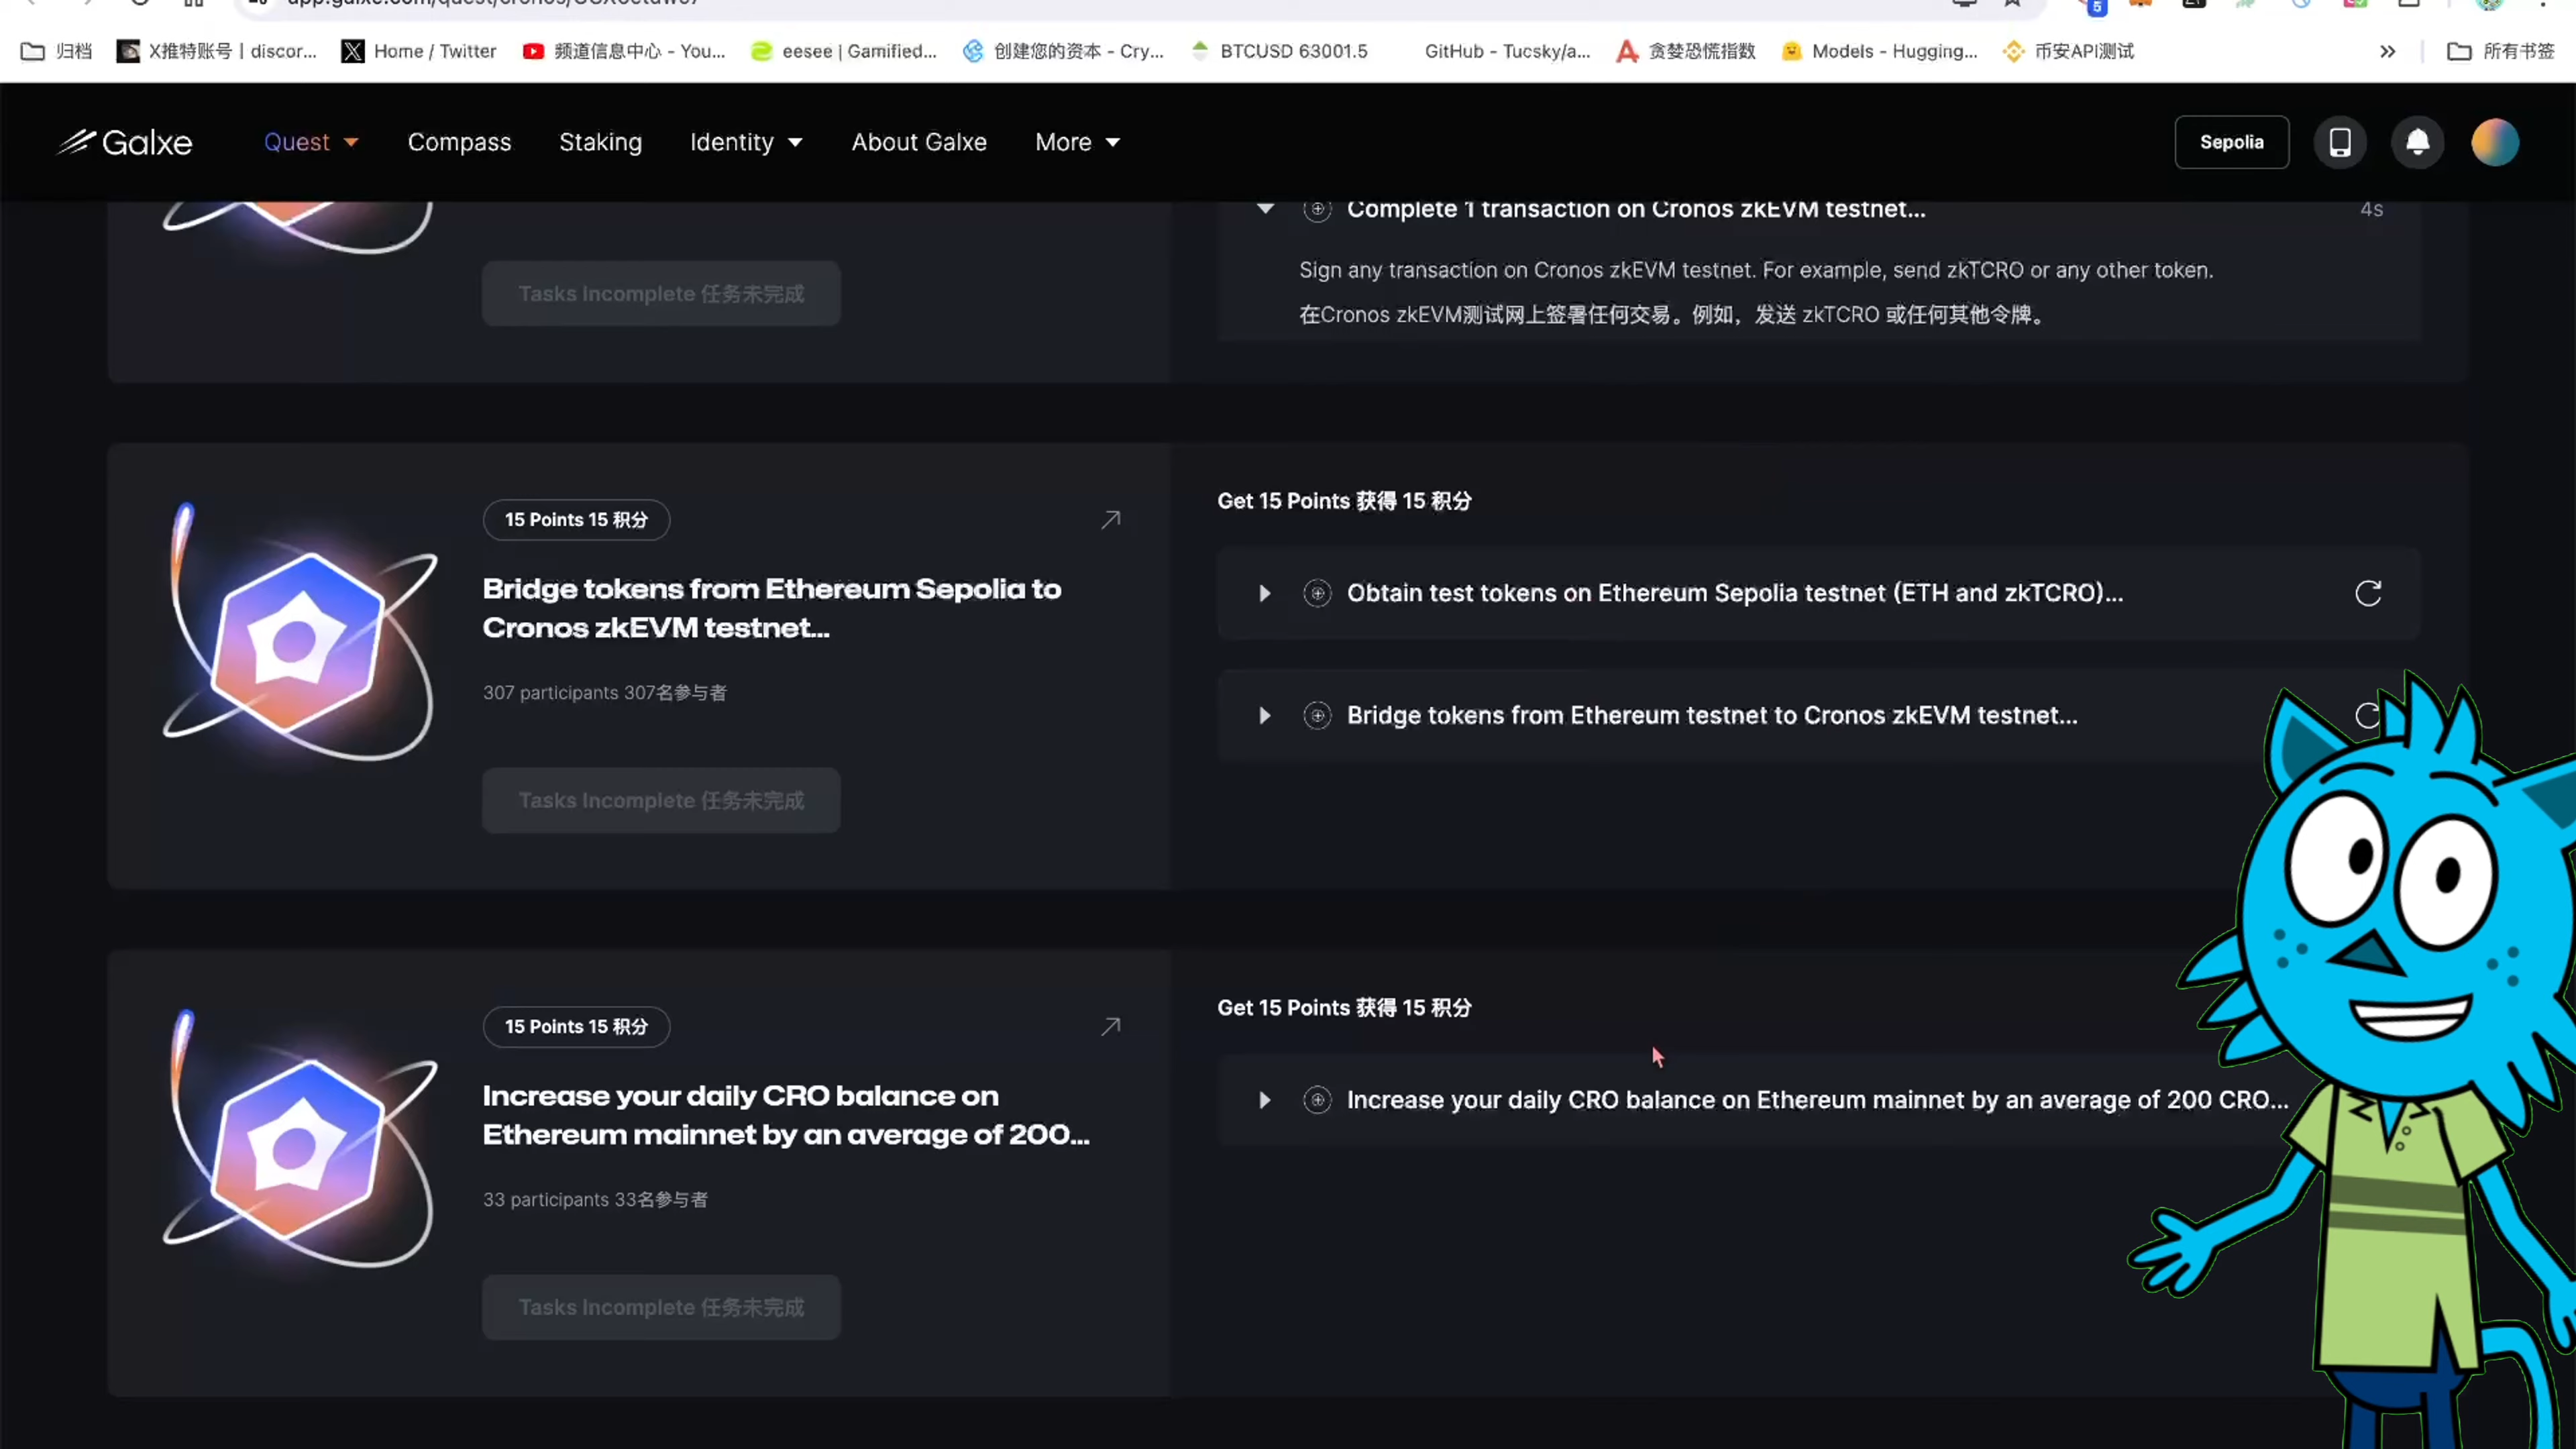 归档
X推特账号丨discor...
Home / Twitter
频道信息中心 - You...
eesee | Gamified...
创建您的资本 - Cry...
BTCUSD 63001.5
GitHub - Tucsky/a...
贪婪恐慌指数
Models - Hugging...
币安API测试
所有书签
Galxe
Quest
Compass
Staking
Identity
About Galxe
More
Sepolia
5
Complete 1 transaction on Cronos zkEVM testnet...
4s
Sign any transaction on Cronos zkEVM testnet. For example, send zkTCRO or any other token.
在Cronos zkEVM测试网上签署任何交易。例如，发送 zkTCRO 或任何其他令牌。
Tasks Incomplete 任务未完成
15 Points 15 积分
Bridge tokens from Ethereum Sepolia to
Cronos zkEVM testnet...
307 participants 307名参与者
Tasks Incomplete 任务未完成
Get 15 Points 获得 15 积分
Obtain test tokens on Ethereum Sepolia testnet (ETH and zkTCRO)...
Bridge tokens from Ethereum testnet to Cronos zkEVM testnet...
15 Points 15 积分
Increase your daily CRO balance on
Ethereum mainnet by an average of 200...
33 participants 33名参与者
Tasks Incomplete 任务未完成
Get 15 Points 获得 15 积分
Increase your daily CRO balance on Ethereum mainnet by an average of 200 CRO...